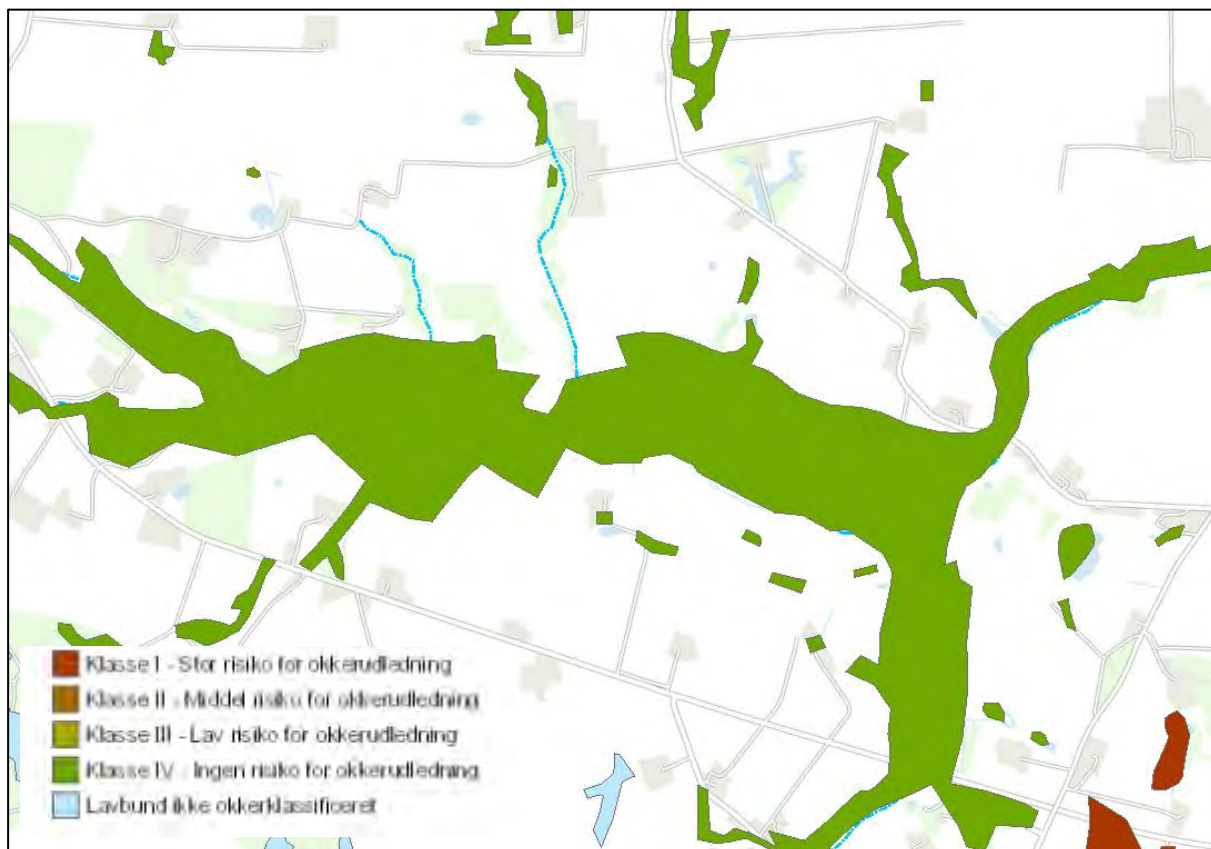 Klasse I - Stor risiko for okkerudledning
Klasse II - Middel risiko for okkerudledning
Klasse III - Lav risiko for okkerudledning
Klasse IV - Ingen risiko for okkerudledning
Lavbund ikke okkerklassificeret